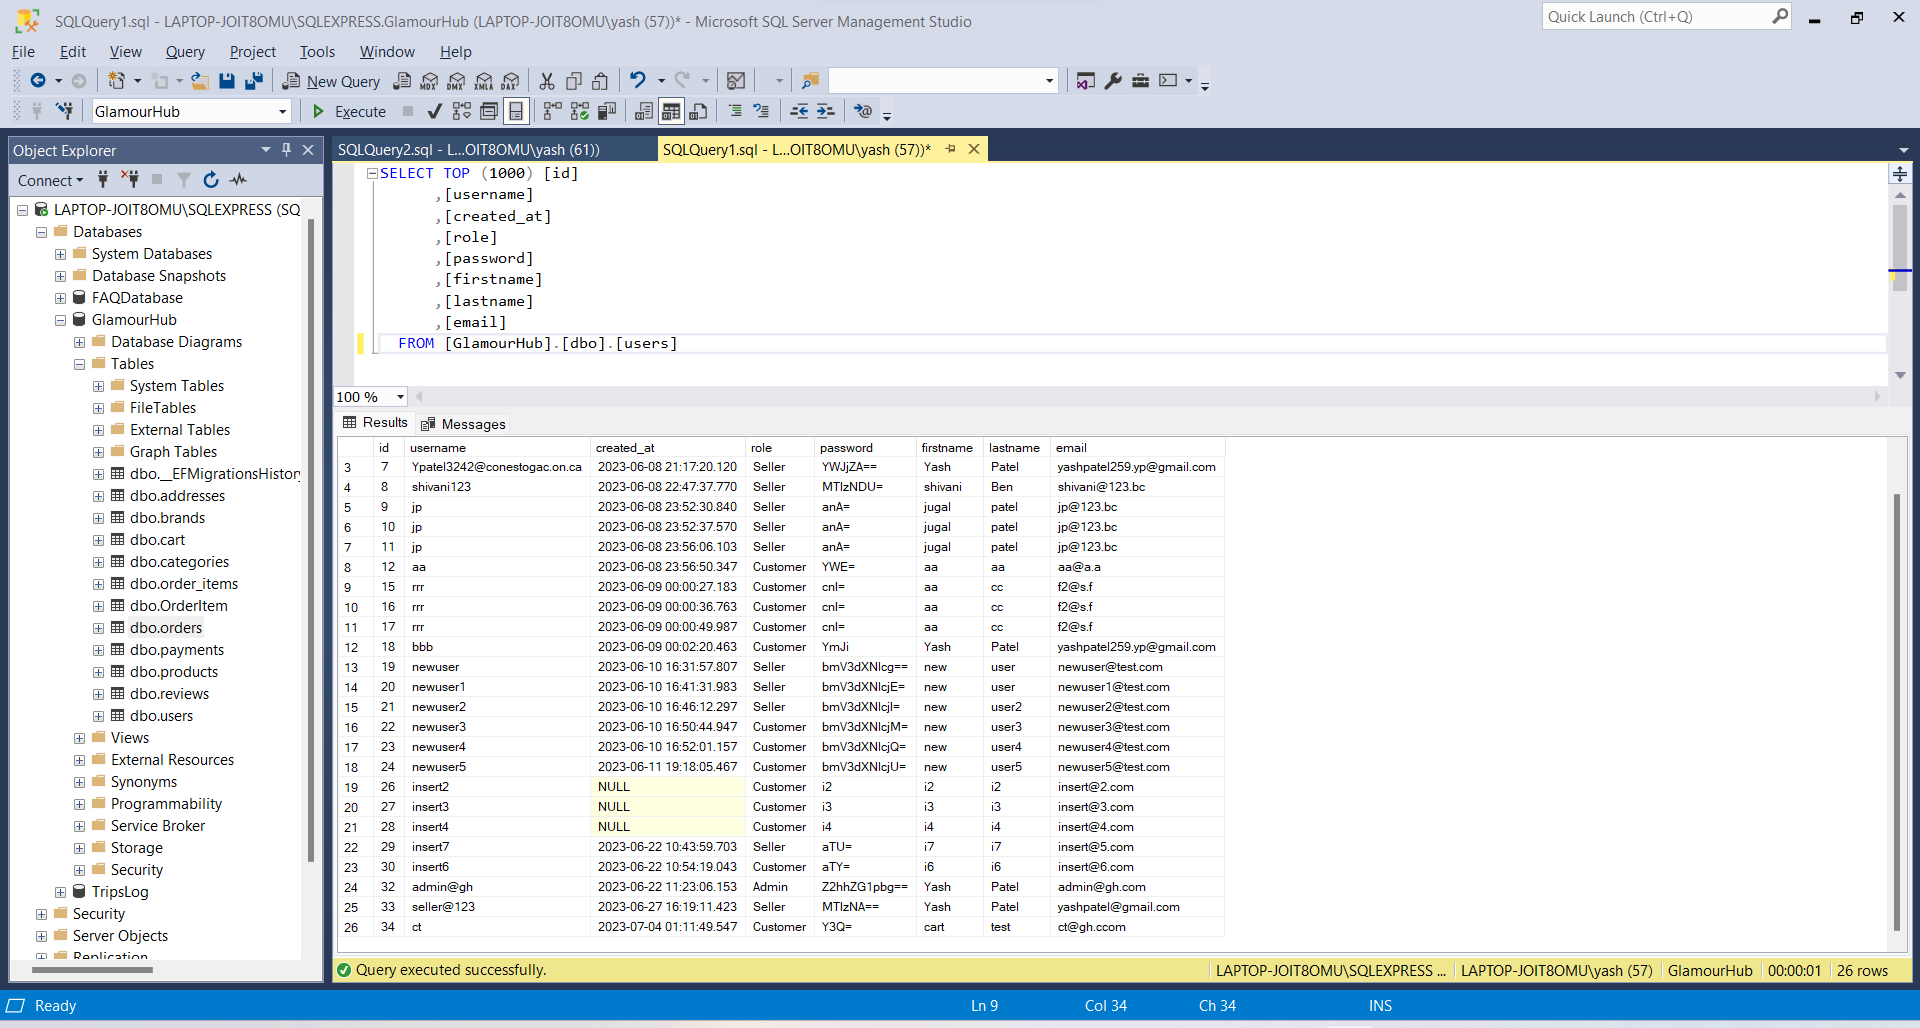 SQLQuery1.sql - LAPTOP-JOIT8OMU\SQLEXPRESS.GlamourHub (LAPTOP-JOIT8OMU\yash (57))* - Microsoft SQL Server Management Studio
Quick Launch (Ctrl+Q)
File Edit View Query Project Tools Window Help
New Query MDX DMX XMLA DAX
GlamourHub Execute
Object Explorer
Connect
LAPTOP-JOIT8OMU\SQLEXPRESS (SQ
Databases
System Databases
Database Snapshots
FAQDatabase
GlamourHub
Database Diagrams
Tables
System Tables
FileTables
External Tables
Graph Tables
dbo.__EFMigrationsHistory
dbo.addresses
dbo.brands
dbo.cart
dbo.categories
dbo.order_items
dbo.OrderItem
dbo.orders
dbo.payments
dbo.products
dbo.reviews
dbo.users
Views
External Resources
Synonyms
Programmability
Service Broker
Storage
Security
TripsLog
Security
Server Objects
Replication
SQLQuery2.sql - L...OIT8OMU\yash (61))
SQLQuery1.sql - L...OIT8OMU\yash (57))*
SELECT TOP (1000) [id]
,[username]
,[created_at]
,[role]
,[password]
,[firstname]
,[lastname]
,[email]
FROM [GlamourHub].[dbo].[users]
100 %
Results Messages
id username created_at role password firstname lastname email
3 7 Ypatel3242@conestogac.on.ca 2023-06-08 21:17:20.120 Seller YWJjZA== Yash Patel yashpatel259.yp@gmail.com
4 8 shivani123 2023-06-08 22:47:37.770 Seller MTIzNDU= shivani Ben shivani@123.bc
5 9 jp 2023-06-08 23:52:30.840 Seller anA= jugal patel jp@123.bc
6 10 jp 2023-06-08 23:52:37.570 Seller anA= jugal patel jp@123.bc
7 11 jp 2023-06-08 23:56:06.103 Seller anA= jugal patel jp@123.bc
8 12 aa 2023-06-08 23:56:50.347 Customer YWE= aa aa aa@a.a
9 15 rrr 2023-06-09 00:00:27.183 Customer cnI= aa cc f2@s.f
10 16 rrr 2023-06-09 00:00:36.763 Customer cnI= aa cc f2@s.f
11 17 rrr 2023-06-09 00:00:49.987 Customer cnI= aa cc f2@s.f
12 18 bbb 2023-06-09 00:02:20.463 Customer YmJi Yash Patel yashpatel259.yp@gmail.com
13 19 newuser 2023-06-10 16:31:57.807 Seller bmV3dXNlcg== new user newuser@test.com
14 20 newuser1 2023-06-10 16:41:31.983 Seller bmV3dXNlcjE= new user newuser1@test.com
15 21 newuser2 2023-06-10 16:46:12.297 Seller bmV3dXNlcjI= new user2 newuser2@test.com
16 22 newuser3 2023-06-10 16:50:44.947 Customer bmV3dXNlcjM= new user3 newuser3@test.com
17 23 newuser4 2023-06-10 16:52:01.157 Customer bmV3dXNlcjQ= new user4 newuser4@test.com
18 24 newuser5 2023-06-11 19:18:05.467 Customer bmV3dXNlcjU= new user5 newuser5@test.com
19 26 insert2 NULL Customer i2 i2 i2 insert@2.com
20 27 insert3 NULL Customer i3 i3 i3 insert@3.com
21 28 insert4 NULL Customer i4 i4 i4 insert@4.com
22 29 insert7 2023-06-22 10:43:59.703 Seller aTU= i7 i7 insert@5.com
23 30 insert6 2023-06-22 10:54:19.043 Customer aTY= i6 i6 insert@6.com
24 32 admin@gh 2023-06-22 11:23:06.153 Admin Z2hhZG1pbg== Yash Patel admin@gh.com
25 33 seller@123 2023-06-27 16:19:11.423 Seller MTIzNA== Yash Patel yashpatel@gmail.com
26 34 ct 2023-07-04 01:11:49.547 Customer Y3Q= cart test ct@gh.ccom
Query executed successfully. LAPTOP-JOIT8OMU\SQLEXPRESS ... LAPTOP-JOIT8OMU\yash (57) GlamourHub 00:00:01 26 rows
Ready Ln 9 Col 34 Ch 34 INS